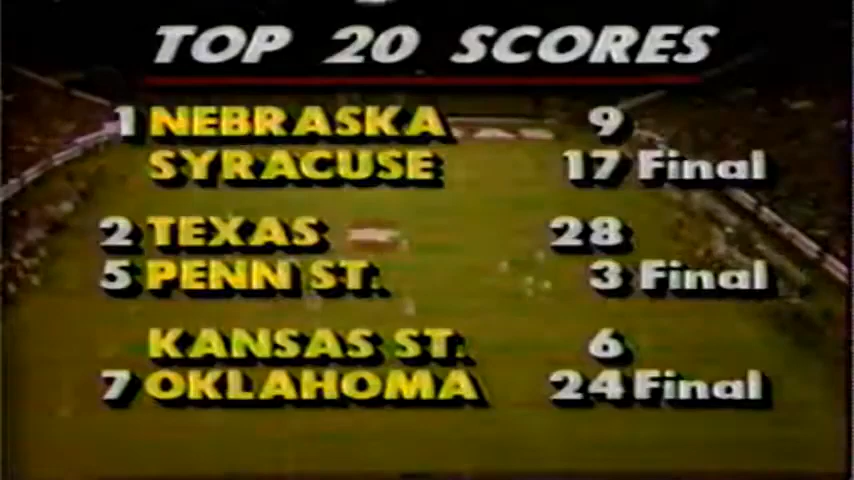 TOP 20 SCORES
1 NEBRASKA 9
SYRACUSE 17 Final
2 TEXAS 28
5 PENN ST. 3 Final
KANSAS ST. 6
7 OKLAHOMA 24 Final